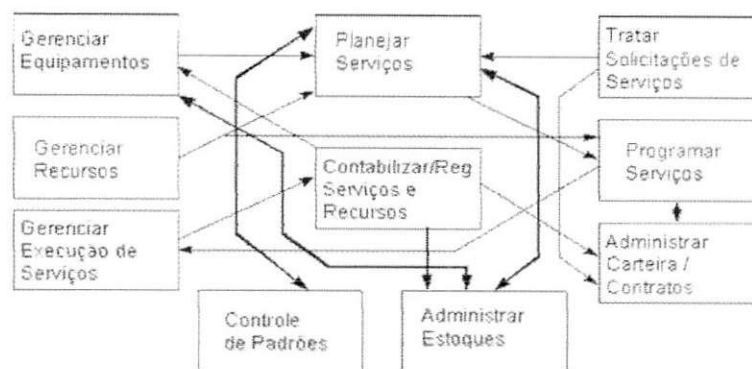 Gerenciar
Equipamentos
Planejar
Serviços
Tratar
Solicitações de
Serviços
Gerenciar
Recursos
Contabilizar/Reg
Serviços e
Recursos
Programar
Serviços
Gerenciar
Execução de
Serviços
Administrar
Carteira /
Contratos
Controle
de Padrões
Administrar
Estoques